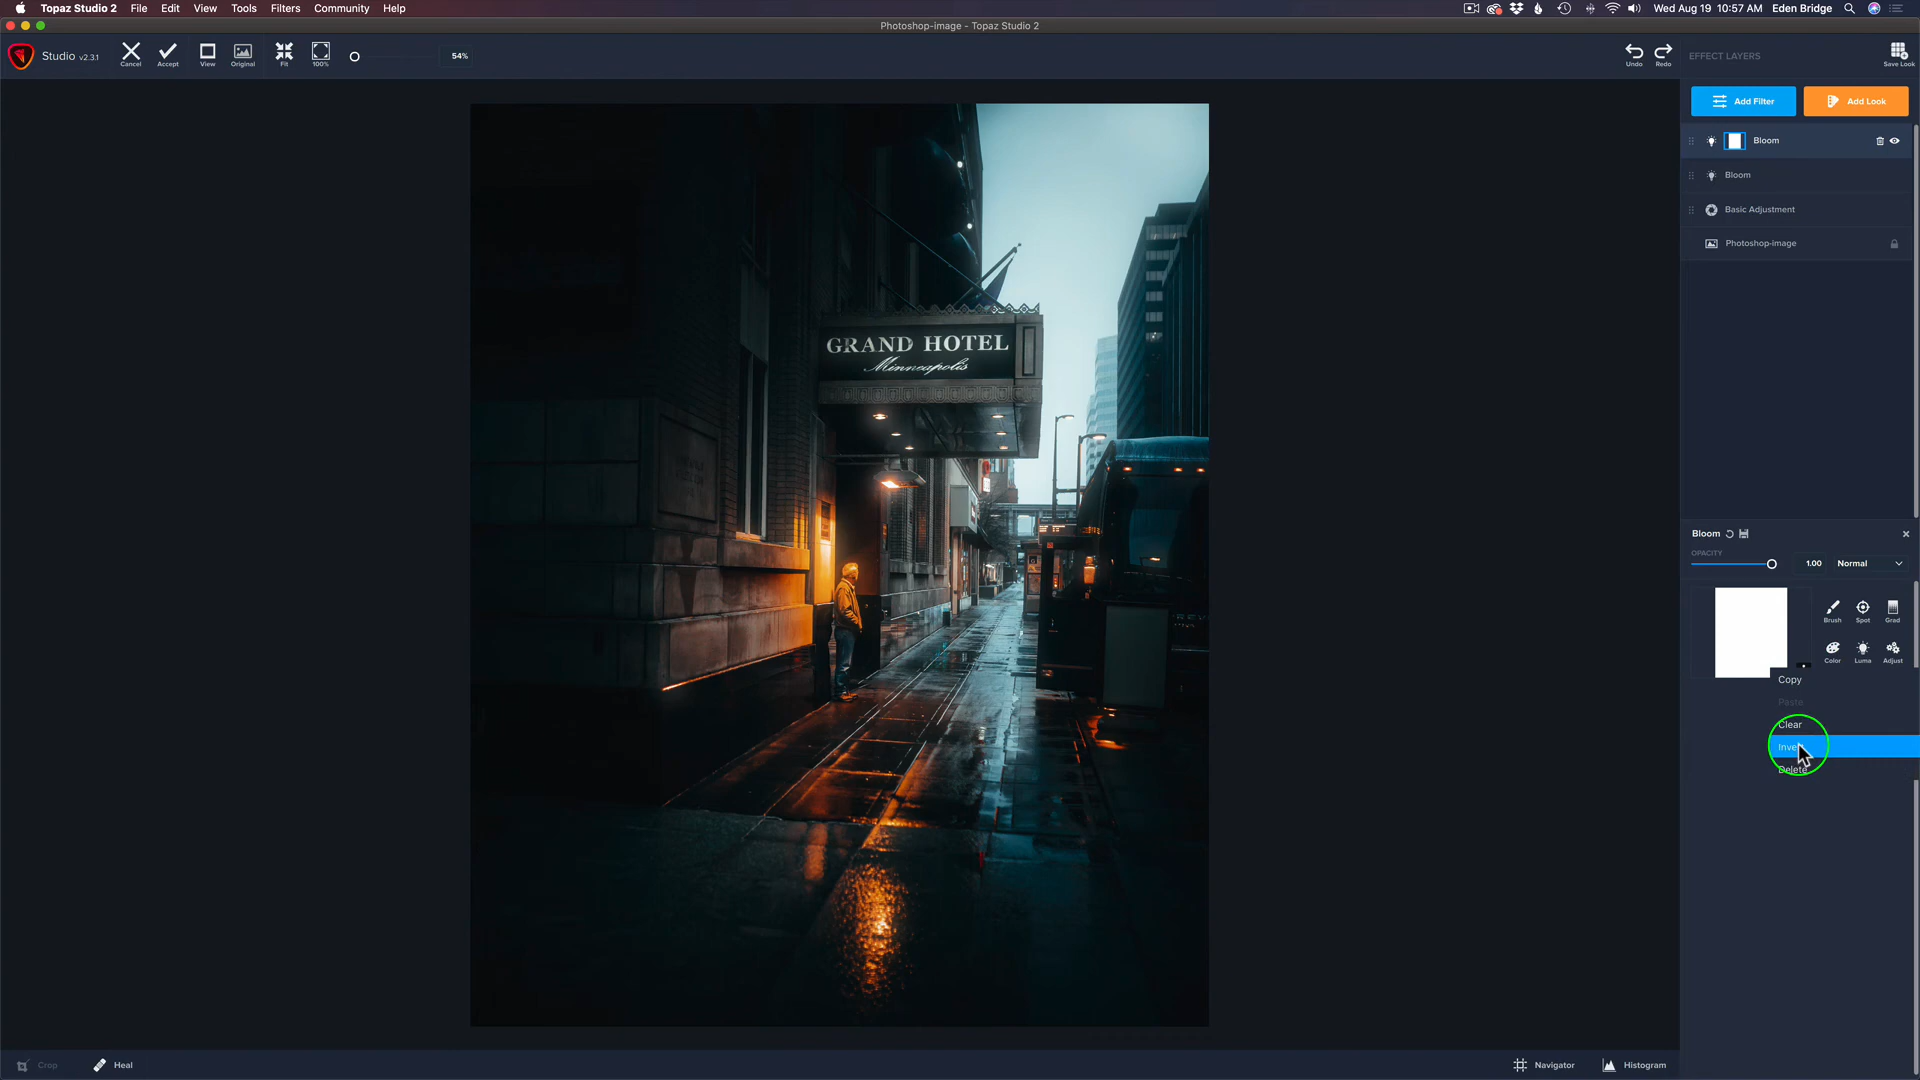 Topaz Studio 2 File Edit View Tools Filters Community Help
Wed Aug 19 10:57 AM Eden Bridge
Photoshop-image - Topaz Studio 2
Studio v2.3.1
Cancel Accept View Original Fit 100% 54%
Undo Redo
EFFECT LAYERS
Save Look
Add Filter Add Look
Bloom
Bloom
Basic Adjustment
Photoshop-image
GRAND HOTEL
Minneapolis
Bloom
OPACITY
1.00 Normal
Brush Spot Grad
Color Luma Adjust
Copy
Paste
Clear
Invert
Delete
Crop Heal
Navigator Histogram